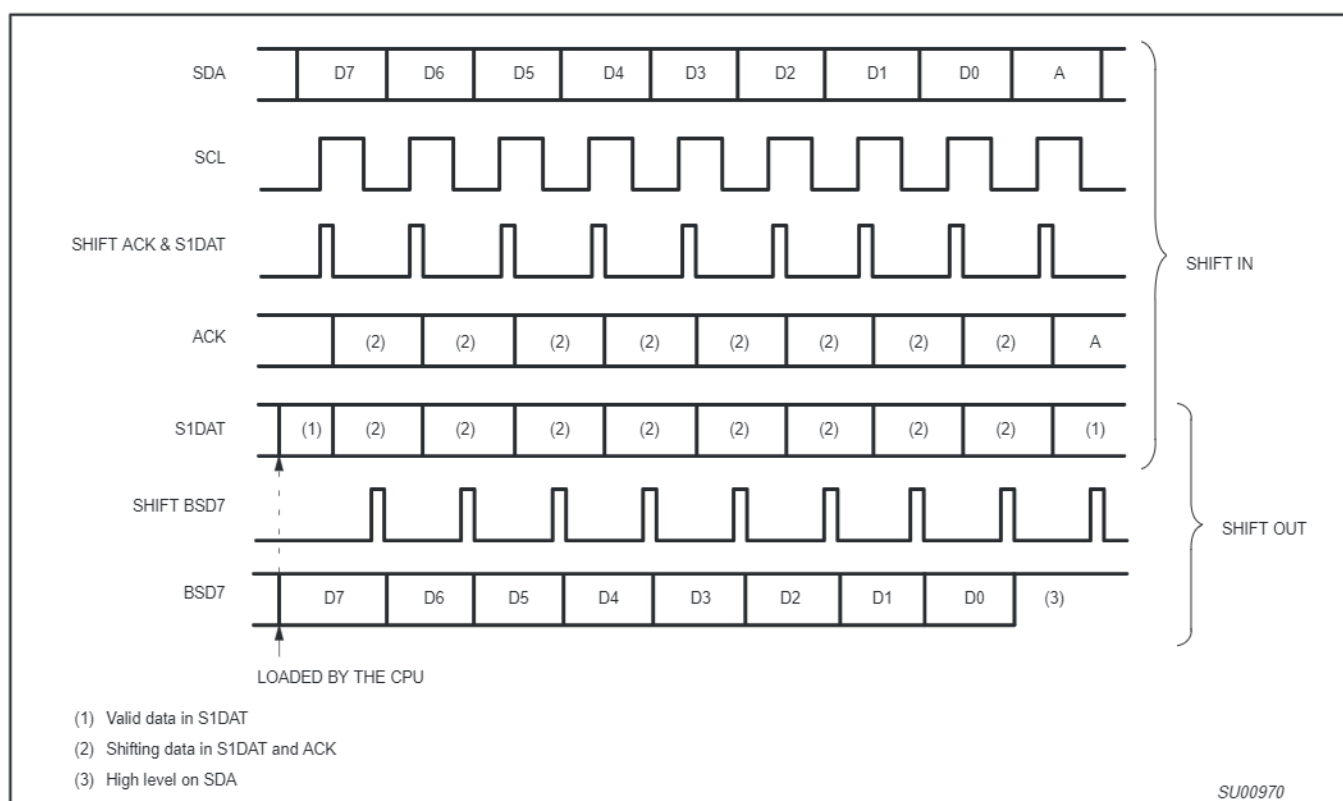 SDA D7 D6 D5 D4 D3 D2 D1 D0 A
SCL
SHIFT ACK & S1DAT
SHIFT IN
ACK (2) (2) (2) (2) (2) (2) (2) (2) A
S1DAT (1) (2) (2) (2) (2) (2) (2) (2) (2) (1)
SHIFT BSD7
SHIFT OUT
BSD7 D7 D6 D5 D4 D3 D2 D1 D0 (3)
LOADED BY THE CPU
(1) Valid data in S1DAT
(2) Shifting data in S1DAT and ACK
(3) High level on SDA
SU00970